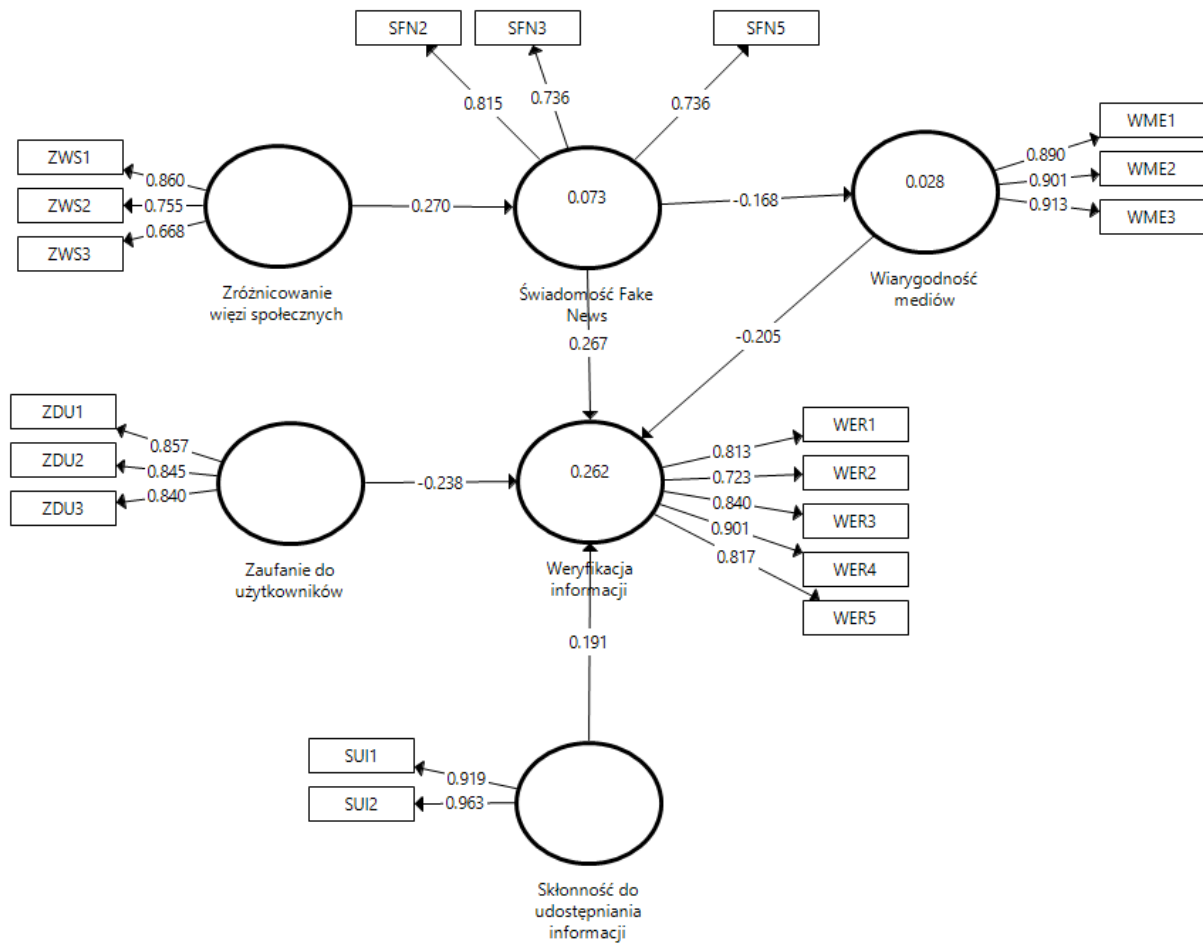 SFN2
SFN3
SFN5
0.815
0.736
0.736
WME1
WME2
WME3
0.890
0.901
0.913
ZWS1
ZWS2
ZWS3
0.860
0.755
0.668
0.270
0.073
-0.168
0.028
Zróżnicowanie
więzi społecznych
Świadomość Fake
News
Wiarygodność
mediów
0.267
-0.205
ZDU1
ZDU2
ZDU3
0.857
0.845
0.840
-0.238
0.262
0.813
0.723
0.840
0.901
0.817
WER1
WER2
WER3
WER4
WER5
Zaufanie do
użytkowników
Weryfikacja
informacji
0.191
SUI1
SUI2
0.919
0.963
Skłonność do
udostępniania
informacji